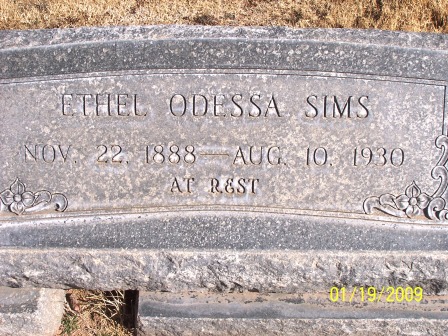 ETHEL ODESSA SIMS
NOV. 22, 1888—AUG. 10, 1930
AT REST
01/19/2009